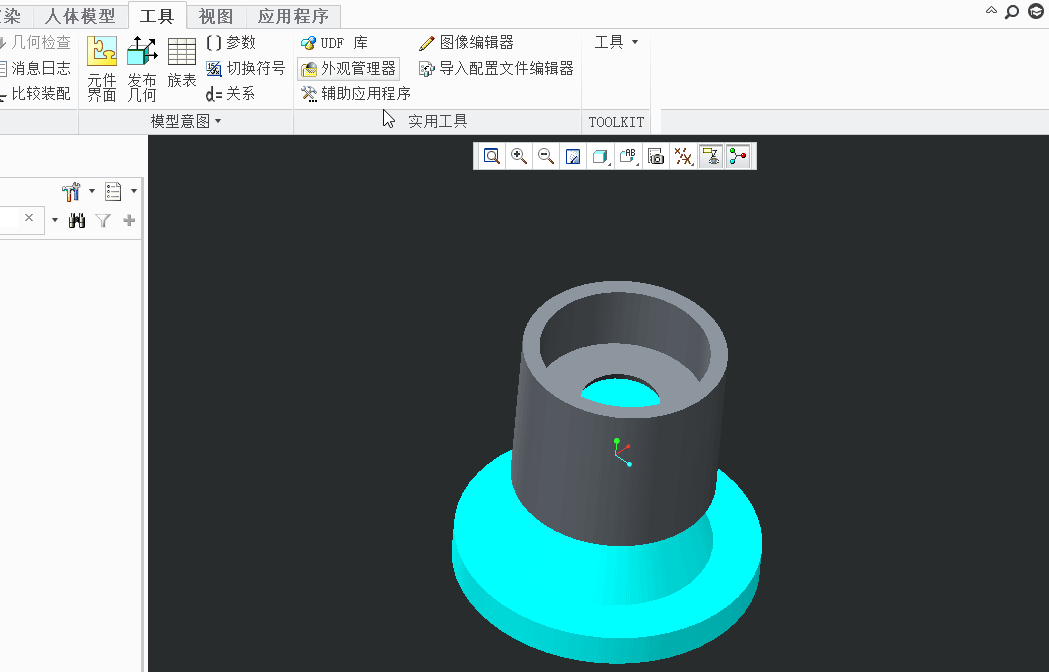 染 人体模型 工具 视图 应用程序
几何检查 元件界面 发布几何 族表 ( ) 参数 UDF 库 图像编辑器 工具
消息日志 切换符号 外观管理器 导入配置文件编辑器
比较装配 d= 关系 辅助应用程序
模型意图 实用工具 TOOLKIT
AB